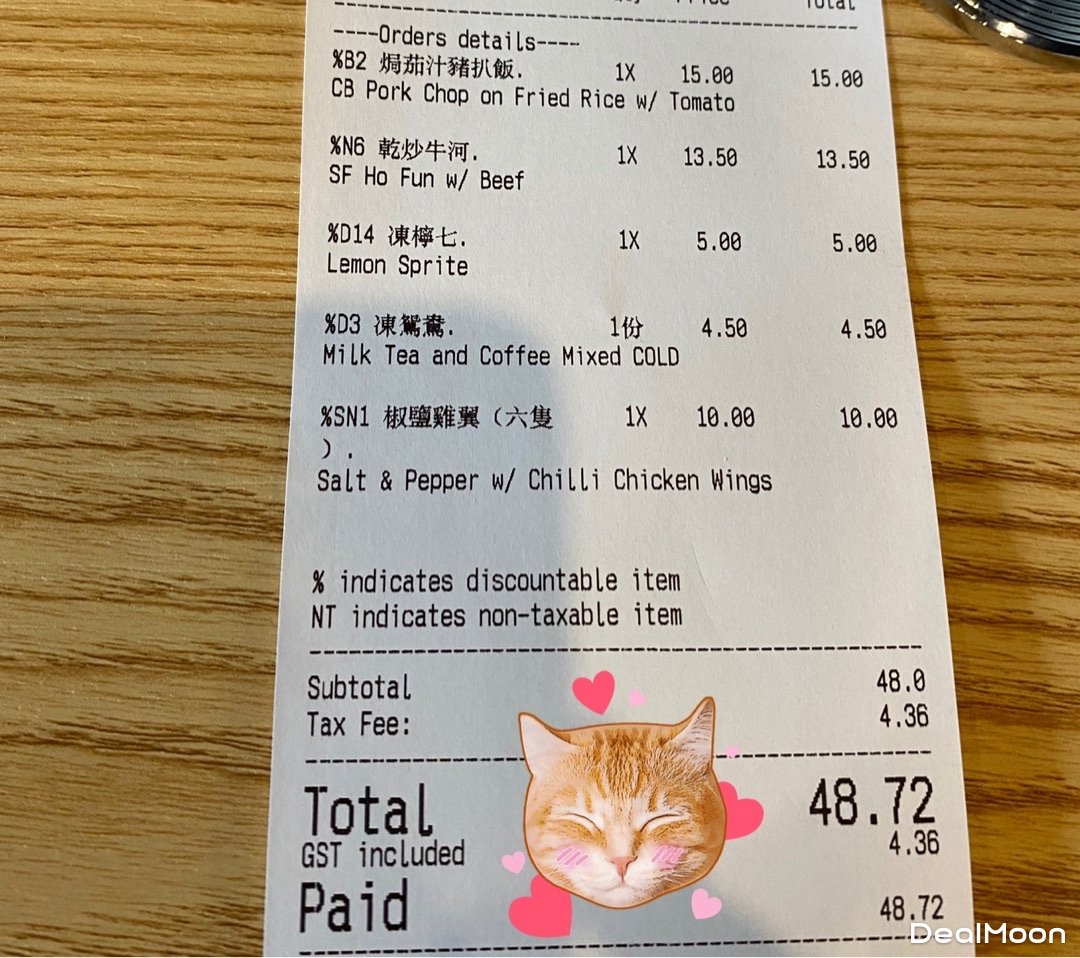 Total
----Orders details----
%B2 焗茄汁豬扒飯. 1X 15.00 15.00
CB Pork Chop on Fried Rice w/ Tomato
%N6 乾炒牛河. 1X 13.50 13.50
SF Ho Fun w/ Beef
%D14 凍檸七. 1X 5.00 5.00
Lemon Sprite
%D3 凍鴛鴦. 1份 4.50 4.50
Milk Tea and Coffee Mixed COLD
%SN1 椒鹽雞翼（六隻 1X 10.00 10.00
）.
Salt & Pepper w/ Chilli Chicken Wings
% indicates discountable item
NT indicates non-taxable item
Subtotal 48.0
Tax Fee: 4.36
Total 48.72
GST included 4.36
Paid 48.72
DealMoon